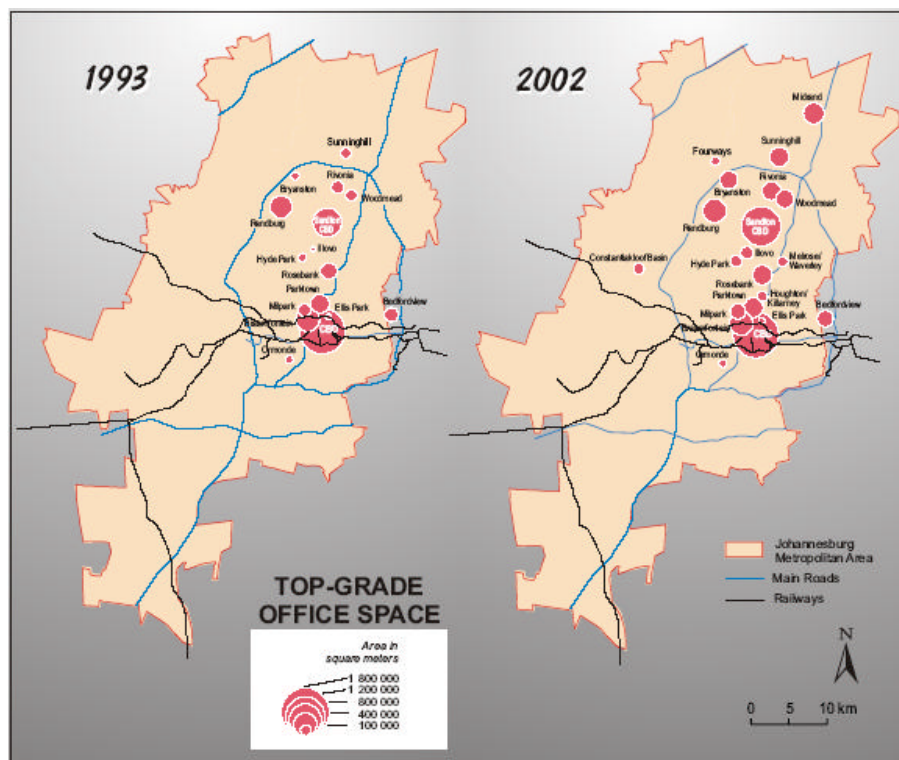 1993
Sunninghill
Rivonia
Bryanston
Woodmead
Randburg
Sandton
CBD
Illovo
Hyde Park
Rosebank
Parktown
Milpark
Ellis Park
Bedfordview
CBD
Ormonde
2002
Midrand
Sunninghill
Fourways
Rivonia
Bryanston
Woodmead
Randburg
Sandton
CBD
Illovo
Constantiakloof Basin
Hyde Park
Melrose/
Waverley
Rosebank
Parktown
Houghton/
Killarney
Milpark
Ellis Park
Bedfordview
CBD
Ormonde
TOP-GRADE
OFFICE SPACE
Area in
square meters
1 800 000
1 200 000
800 000
400 000
100 000
Johannesburg
Metropolitan Area
Main Roads
Railways
N
0 5 10 km